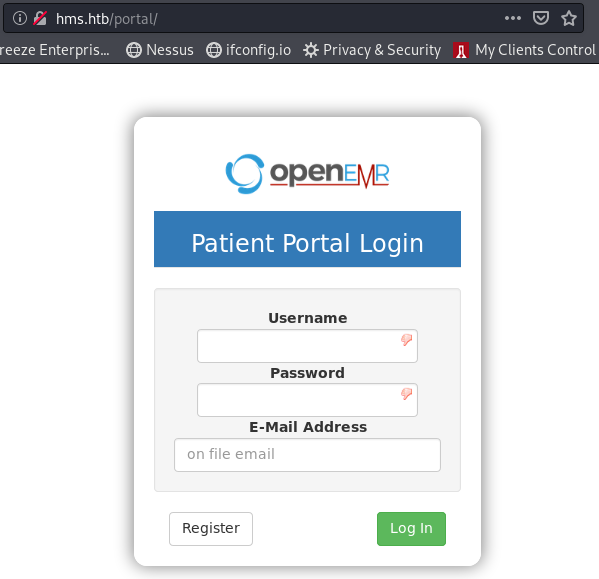 hms.htb/portal/
reeze Enterpris... Nessus ifconfig.io Privacy & Security My Clients Control
openEMR
Patient Portal Login
Username
Password
E-Mail Address
on file email
Register Log In